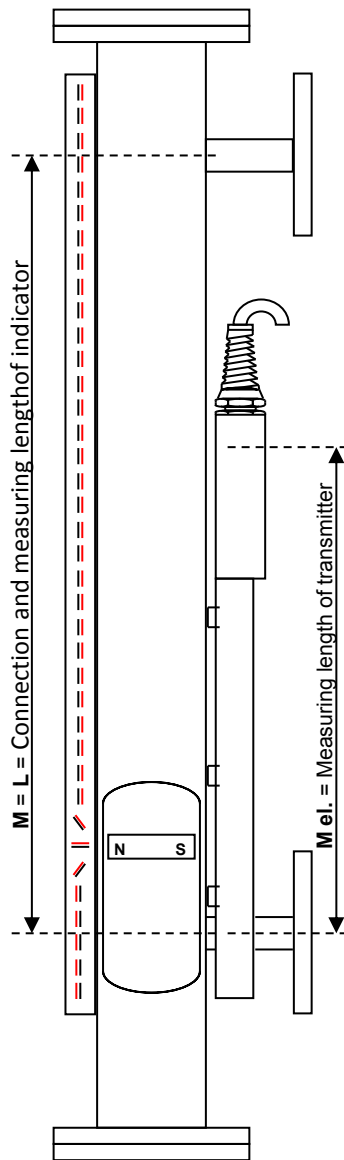 M = L = Connection and measuring lengthof indicator
N S
M el. = Measuring length of transmitter